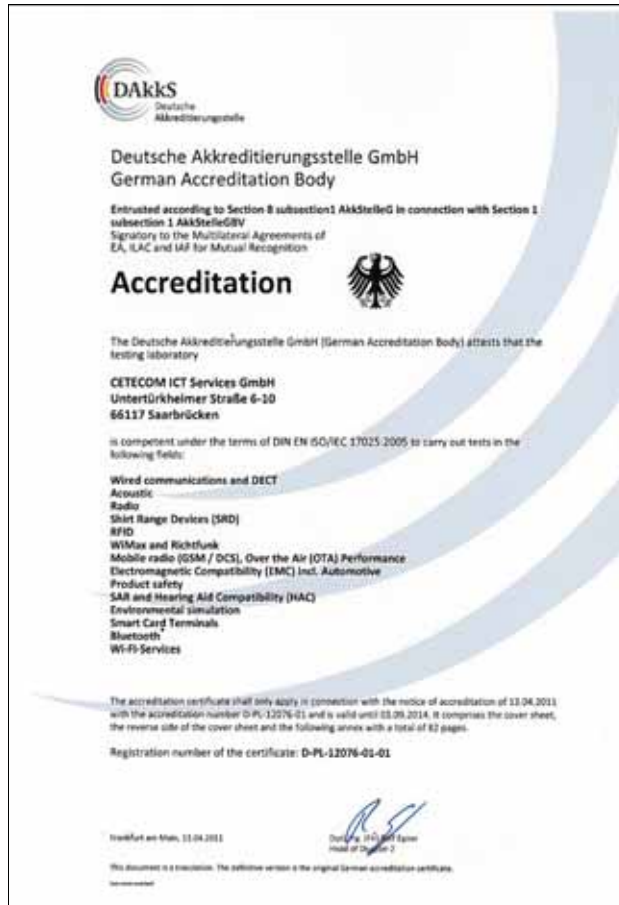 DAkkS
Deutsche
Akkreditierungsstelle
Deutsche Akkreditierungsstelle GmbH
German Accreditation Body
Entrusted according to Section 8 subsection1 AkkStelleG in connection with Section 1
subsection 1 AkkStelleGBV
Signatory to the Multilateral Agreements of
EA, ILAC and IAF for Mutual Recognition
Accreditation
The Deutsche Akkreditierungsstelle GmbH (German Accreditation Body) attests that the
testing laboratory
CETECOM ICT Services GmbH
Untertürkheimer Straße 6-10
66117 Saarbrücken
is competent under the terms of DIN EN ISO/IEC 17025:2005 to carry out tests in the
following fields:
Wired communications and DECT
Acoustic
Radio
Shirt Range Devices (SRD)
RFID
WiMax and Richtfunk
Mobile radio (GSM / DCS), Over the Air (OTA) Performance
Electromagnetic Compatibility (EMC) incl. Automotive
Product safety
SAR and Hearing Aid Compatibility (HAC)
Environmental simulation
Smart Card Terminals
Bluetooth
Wi-Fi-Services
The accreditation certificate shall only apply in connection with the notice of accreditation of 13.04.2011
with the accreditation number D-PL-12076-01 and is valid until 03.09.2014. It comprises the cover sheet,
the reverse side of the cover sheet and the following annex with a total of 82 pages.
Registration number of the certificate: D-PL-12076-01-01
Frankfurt am Main, 13.04.2011
Egner
Head of Division 2
This document is a translation. The definitive version is the original German accreditation certificate.